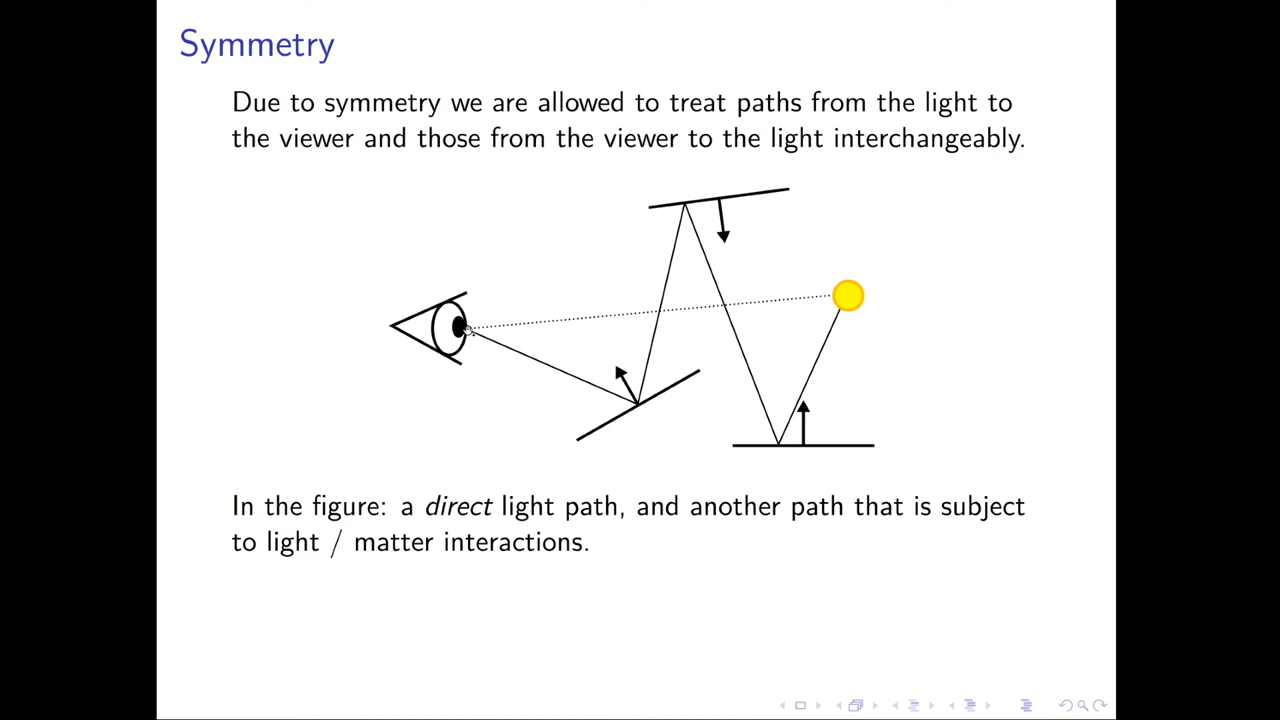 Symmetry
Due to symmetry we are allowed to treat paths from the light to
the viewer and those from the viewer to the light interchangeably.
In the figure: a direct light path, and another path that is subject
to light / matter interactions.